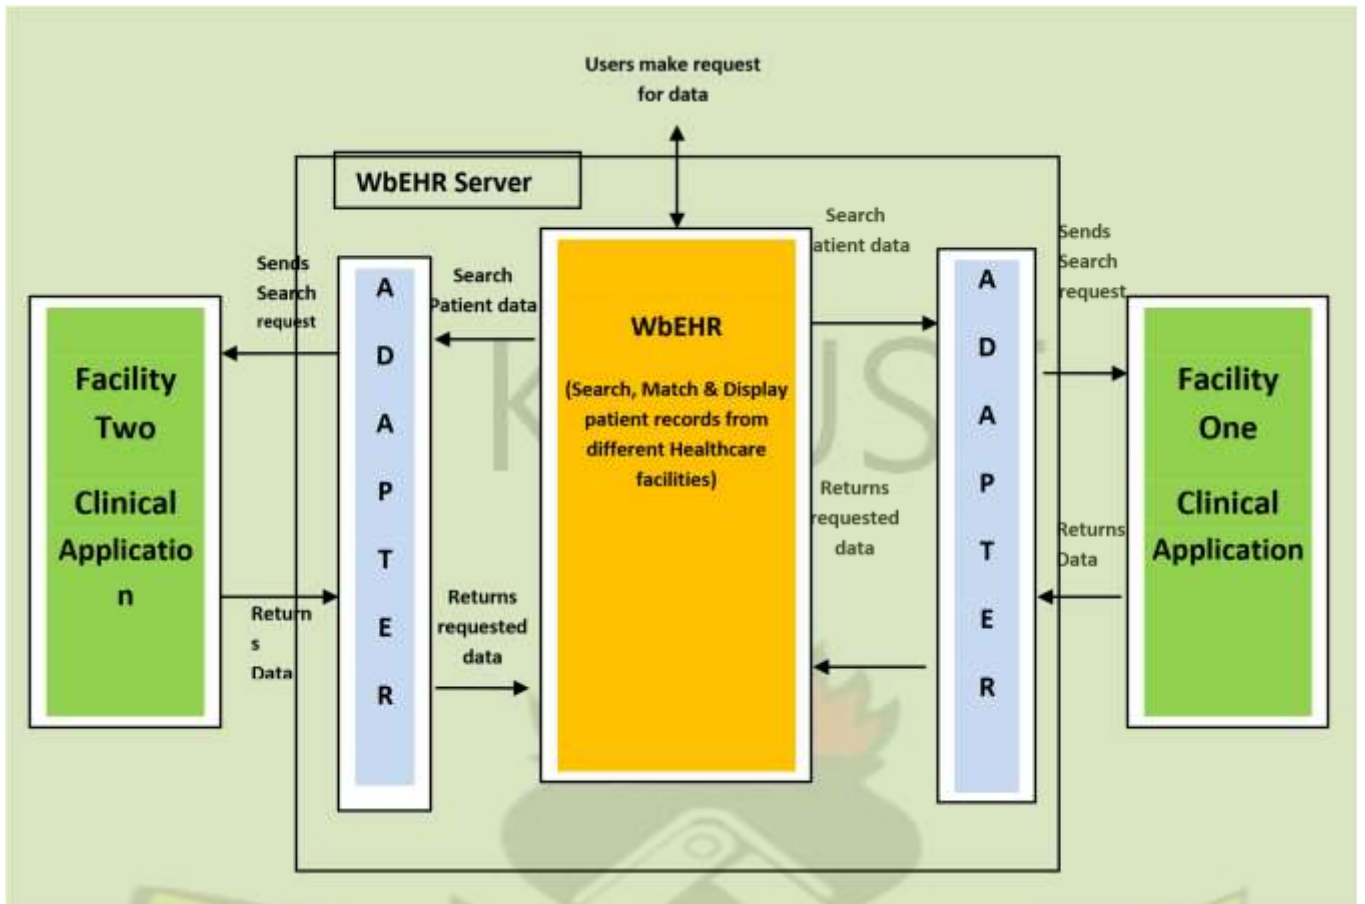 Users make request
for data
WbEHR Server
Sends
Search
request
Search
Patient data
Search
atient data
Sends
Search
request
A
D
A
P
T
E
R
WbEHR
(Search, Match & Display
patient records from
different Healthcare
facilities)
A
D
A
P
T
E
R
Facility
Two
Clinical
Applicatio
n
Facility
One
Clinical
Application
Return
s
Data
Returns
requested
data
Returns
requested
data
Returns
Data